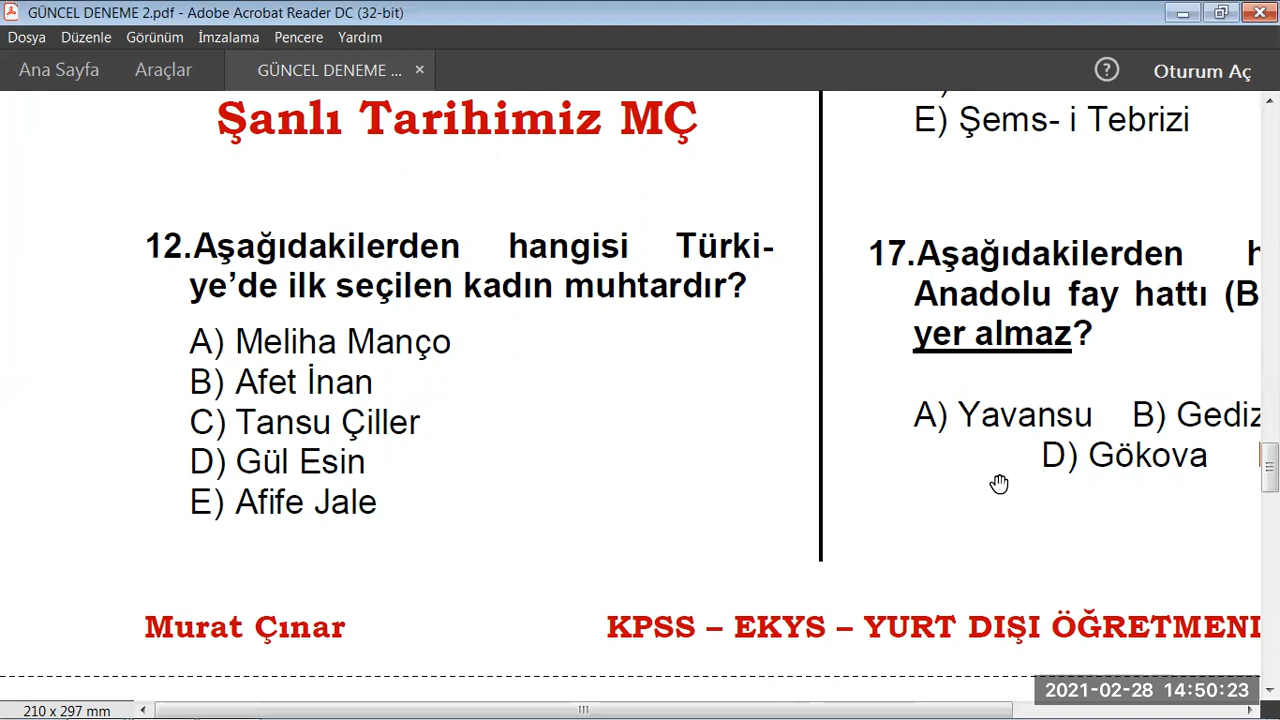 GÜNCEL DENEME 2.pdf - Adobe Acrobat Reader DC (32-bit)
Dosya Düzenle Görünüm İmzalama Pencere Yardım
Ana Sayfa Araçlar GÜNCEL DENEME ... × ? Oturum Aç
Şanlı Tarihimiz MÇ
12.Aşağıdakilerden hangisi Türki-
ye’de ilk seçilen kadın muhtardır?
A) Meliha Manço
B) Afet İnan
C) Tansu Çiller
D) Gül Esin
E) Afife Jale
E) Şems- i Tebrizi
17.Aşağıdakilerden
Anadolu fay hattı (B
yer almaz?
A) Yavansu B) Gediz
D) Gökova
Murat Çınar
KPSS – EKYS – YURT DIŞI ÖĞRETMENL
2021-02-28 14:50:23
210 x 297 mm